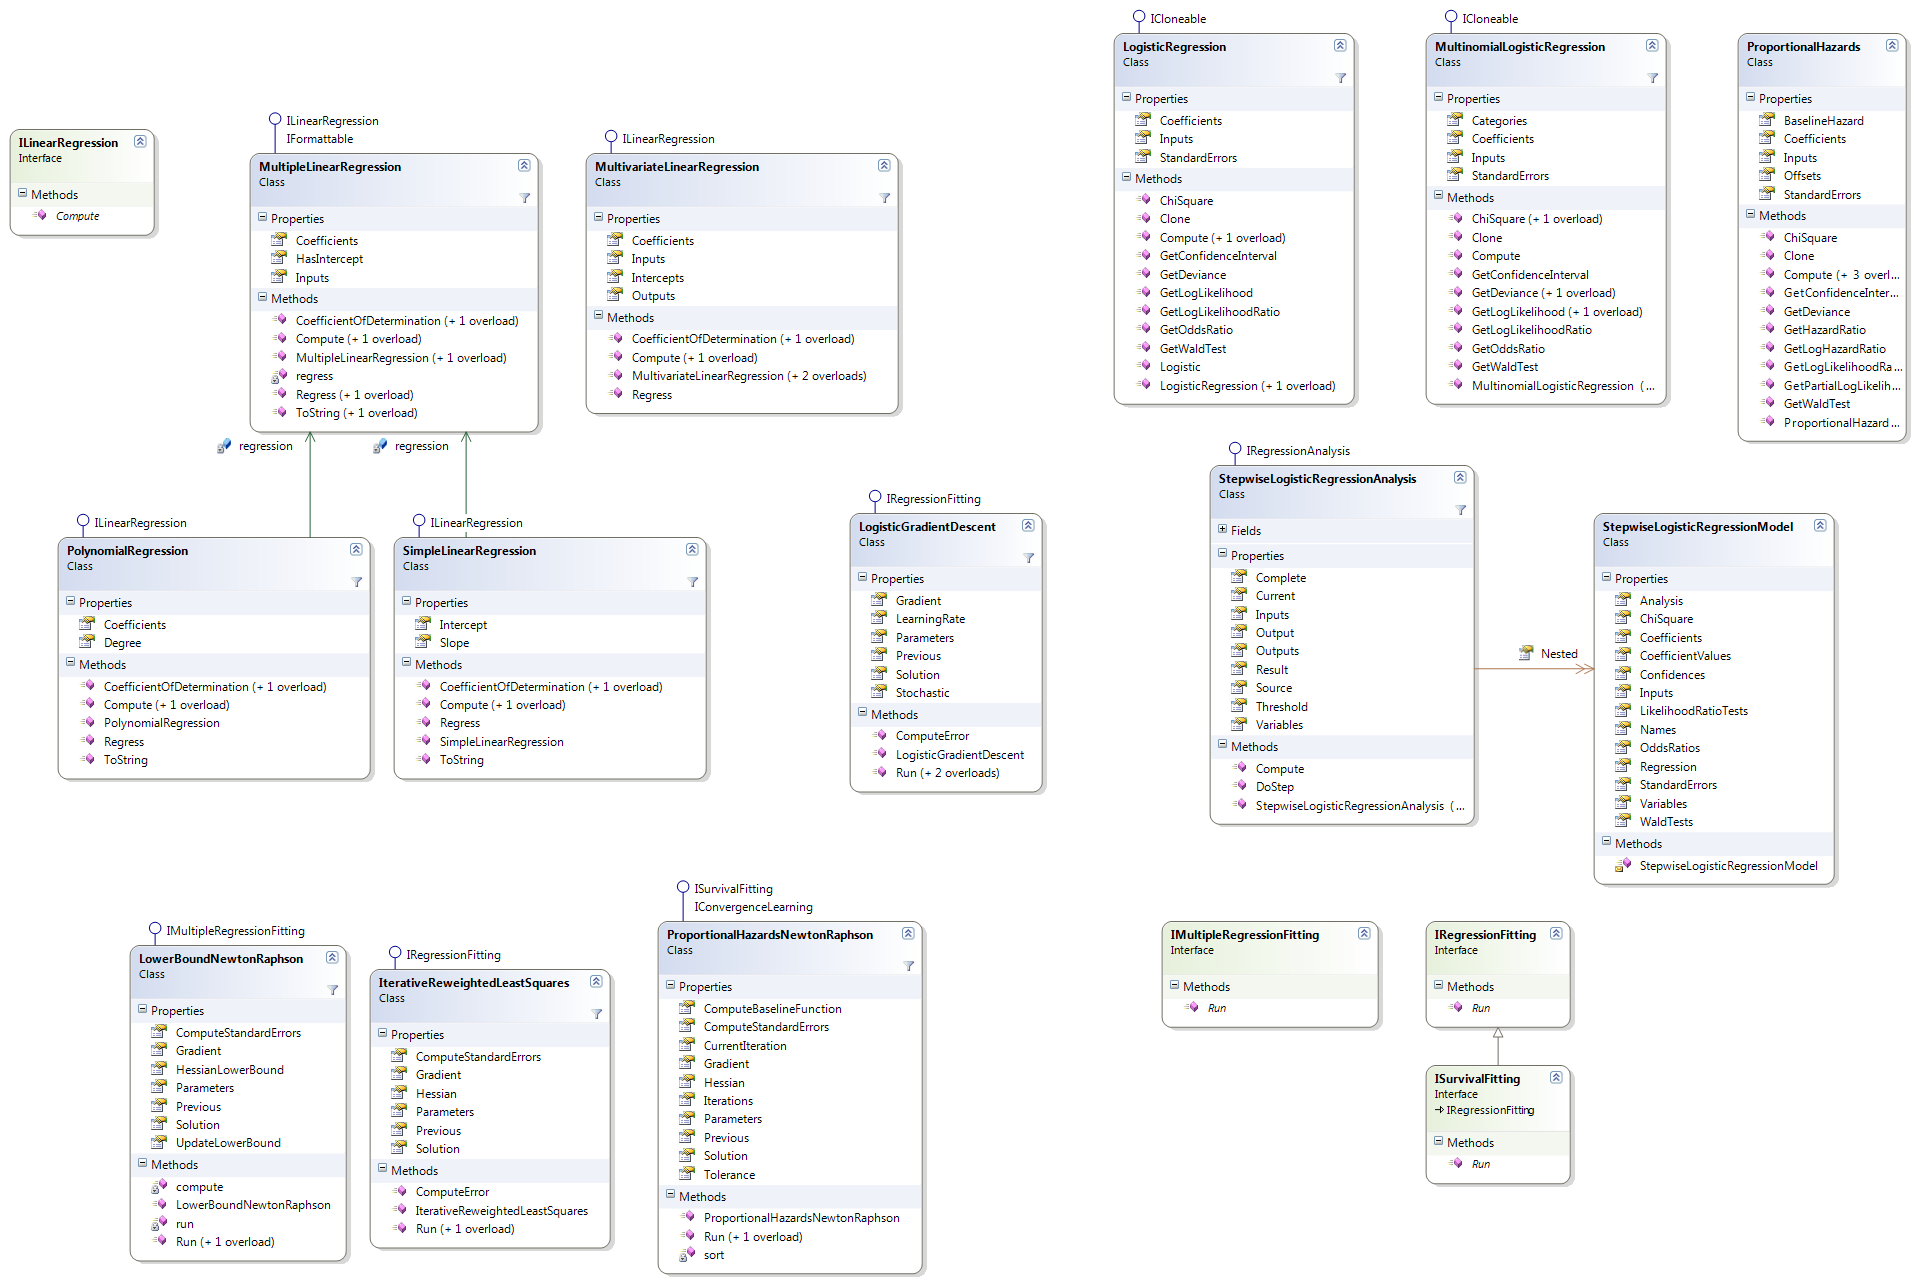 ILinearRegression
Interface
Methods
Compute
ILinearRegression
IFormattable
MultipleLinearRegression
Class
Properties
Coefficients
HasIntercept
Inputs
Methods
CoefficientOfDetermination (+ 1 overload)
Compute (+ 1 overload)
MultipleLinearRegression (+ 1 overload)
regress
Regress (+ 1 overload)
ToString (+ 1 overload)
ILinearRegression
MultivariateLinearRegression
Class
Properties
Coefficients
Inputs
Intercepts
Outputs
Methods
CoefficientOfDetermination (+ 1 overload)
Compute (+ 1 overload)
MultivariateLinearRegression (+ 2 overloads)
Regress
ICloneable
LogisticRegression
Class
Properties
Coefficients
Inputs
StandardErrors
Methods
ChiSquare
Clone
Compute (+ 1 overload)
GetConfidenceInterval
GetDeviance
GetLogLikelihood
GetLogLikelihoodRatio
GetOddsRatio
GetWaldTest
Logistic
LogisticRegression (+ 1 overload)
ICloneable
MultinomialLogisticRegression
Class
Properties
Categories
Coefficients
Inputs
StandardErrors
Methods
ChiSquare (+ 1 overload)
Clone
Compute
GetConfidenceInterval
GetDeviance (+ 1 overload)
GetLogLikelihood (+ 1 overload)
GetLogLikelihoodRatio
GetOddsRatio
GetWaldTest
MultinomialLogisticRegression (...
ProportionalHazards
Class
Properties
BaselineHazard
Coefficients
Inputs
Offsets
StandardErrors
Methods
ChiSquare
Clone
Compute (+ 3 overl...
GetConfidenceInter...
GetDeviance
GetHazardRatio
GetLogHazardRatio
GetLogLikelihoodRa...
GetPartialLogLikelih...
GetWaldTest
ProportionalHazard...
regression
regression
ILinearRegression
PolynomialRegression
Class
Properties
Coefficients
Degree
Methods
CoefficientOfDetermination (+ 1 overload)
Compute (+ 1 overload)
PolynomialRegression
Regress
ToString
ILinearRegression
SimpleLinearRegression
Class
Properties
Intercept
Slope
Methods
CoefficientOfDetermination (+ 1 overload)
Compute (+ 1 overload)
Regress
SimpleLinearRegression
ToString
IRegressionFitting
LogisticGradientDescent
Class
Properties
Gradient
LearningRate
Parameters
Previous
Solution
Stochastic
Methods
ComputeError
LogisticGradientDescent
Run (+ 2 overloads)
IRegressionAnalysis
StepwiseLogisticRegressionAnalysis
Class
Fields
Properties
Complete
Current
Inputs
Output
Outputs
Result
Source
Threshold
Variables
Methods
Compute
DoStep
StepwiseLogisticRegressionAnalysis (...
Nested
StepwiseLogisticRegressionModel
Class
Properties
Analysis
ChiSquare
Coefficients
CoefficientValues
Confidences
Inputs
LikelihoodRatioTests
Names
OddsRatios
Regression
StandardErrors
Variables
WaldTests
Methods
StepwiseLogisticRegressionModel
IMultipleRegressionFitting
LowerBoundNewtonRaphson
Class
Properties
ComputeStandardErrors
Gradient
HessianLowerBound
Parameters
Previous
Solution
UpdateLowerBound
Methods
compute
LowerBoundNewtonRaphson
run
Run (+ 1 overload)
IRegressionFitting
IterativeReweightedLeastSquares
Class
Properties
ComputeStandardErrors
Gradient
Hessian
Parameters
Previous
Solution
Methods
ComputeError
IterativeReweightedLeastSquares
Run (+ 1 overload)
ISurvivalFitting
IConvergenceLearning
ProportionalHazardsNewtonRaphson
Class
Properties
ComputeBaselineFunction
ComputeStandardErrors
CurrentIteration
Gradient
Hessian
Iterations
Parameters
Previous
Solution
Tolerance
Methods
ProportionalHazardsNewtonRaphson
Run (+ 1 overload)
sort
IMultipleRegressionFitting
Interface
Methods
Run
IRegressionFitting
Interface
Methods
Run
ISurvivalFitting
Interface
IRegressionFitting
Methods
Run